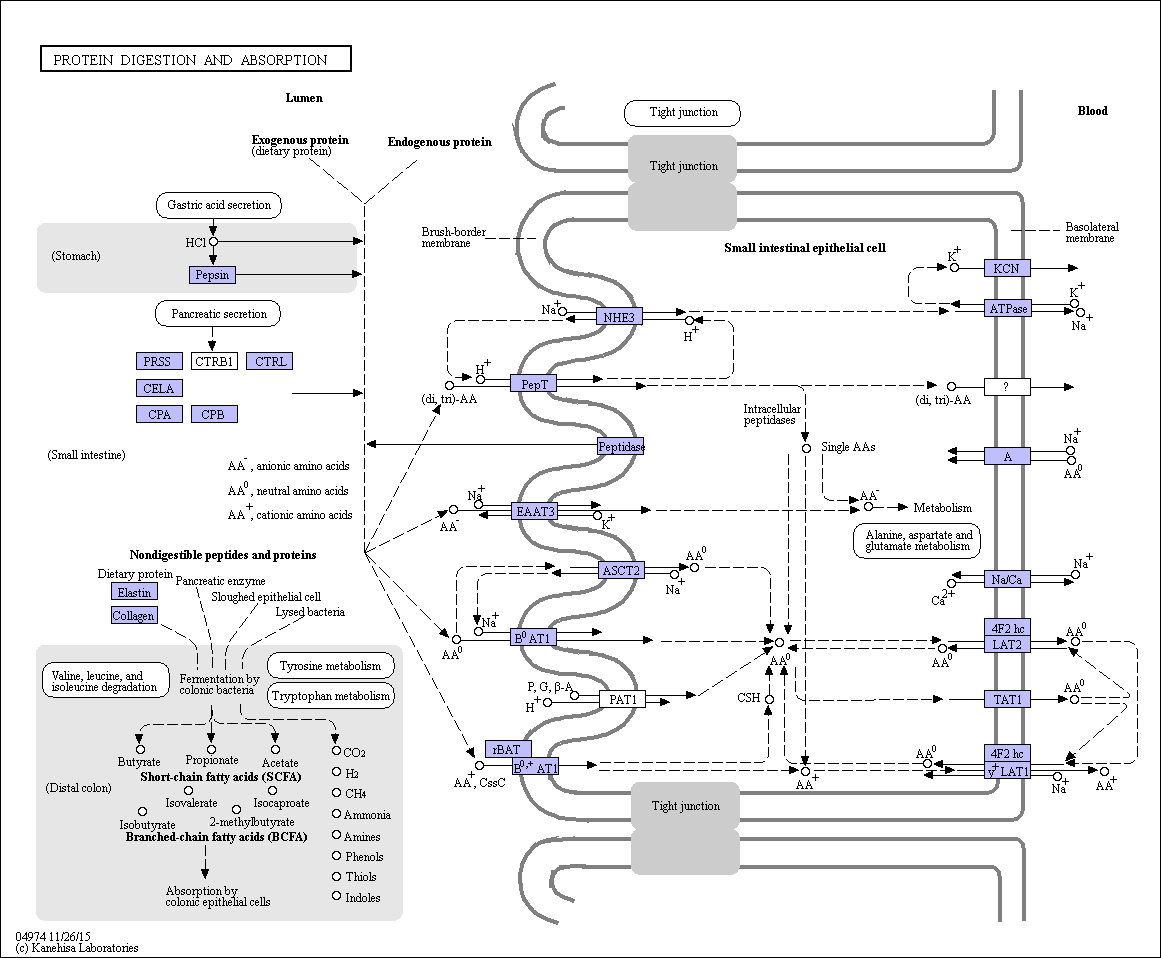 PROTEIN DIGESTION AND ABSORPTION
Lumen
Blood
Tight junction
Tight junction
Exogenous protein
(dietary protein)
Endogenous protein
Gastric acid secretion
HCl
(Stomach)
Pepsin
Brush-border
membrane
Small intestinal epithelial cell
Basolateral
membrane
K+
KCN
ATPase
K+
Na+
Pancreatic secretion
Na+
NHE3
H+
PRSS
CTRB1
CTRL
CELA
CPA
CPB
H+
PepT
(di, tri)-AA
?
(di, tri)-AA
Intracellular
peptidases
Single AAs
Peptidase
Na+
A
AA0
(Small intestine)
AA-, anionic amino acids
AA0, neutral amino acids
AA+, cationic amino acids
Na+
EAAT3
AA-
K+
AA-
Metabolism
Alanine, aspartate and
glutamate metabolism
Nondigestible peptides and proteins
Dietary protein
Pancreatic enzyme
Elastin
Sloughed epithelial cell
Collagen
Lysed bacteria
ASCT2
AA0
Na+
Na/Ca
Na+
Ca2+
Na+
B0 AT1
AA0
AA0
4F2 hc
LAT2
AA0
AA0
Valine, leucine, and
isoleucine degradation
Fermentation by
colonic bacteria
Tyrosine metabolism
Tryptophan metabolism
P, G, β-A
H+
PAT1
CSH
TAT1
AA0
rBAT
B0,+ AT1
AA+, CssC
AA+
AA0
4F2 hc
y+LAT1
Na+
AA+
Butyrate
Propionate
Acetate
Short-chain fatty acids (SCFA)
(Distal colon)
Isovalerate
Isocaproate
Isobutyrate
2-methylbutyrate
Branched-chain fatty acids (BCFA)
Absorption by
colonic epithelial cells
CO2
H2
CH4
Ammonia
Amines
Phenols
Thiols
Indoles
Tight junction
04974 11/26/15
(c) Kanehisa Laboratories